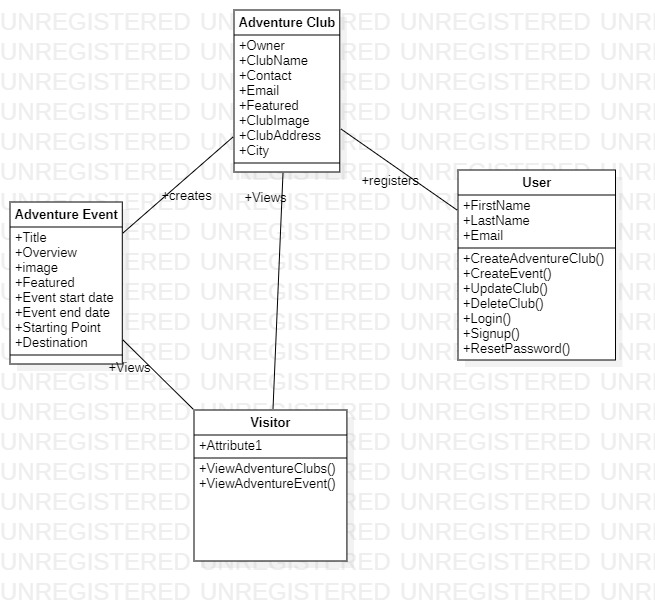 Adventure Club
+Owner
+ClubName
+Contact
+Email
+Featured
+ClubImage
+ClubAddress
+City
+creates
+Views
+registers
Adventure Event
+Title
+Overview
+image
+Featured
+Event start date
+Event end date
+Starting Point
+Destination
User
+FirstName
+LastName
+Email
+CreateAdventureClub()
+CreateEvent()
+UpdateClub()
+DeleteClub()
+Login()
+Signup()
+ResetPassword()
+Views
Visitor
+Attribute1
+ViewAdventureClubs()
+ViewAdventureEvent()
UNREGISTERED